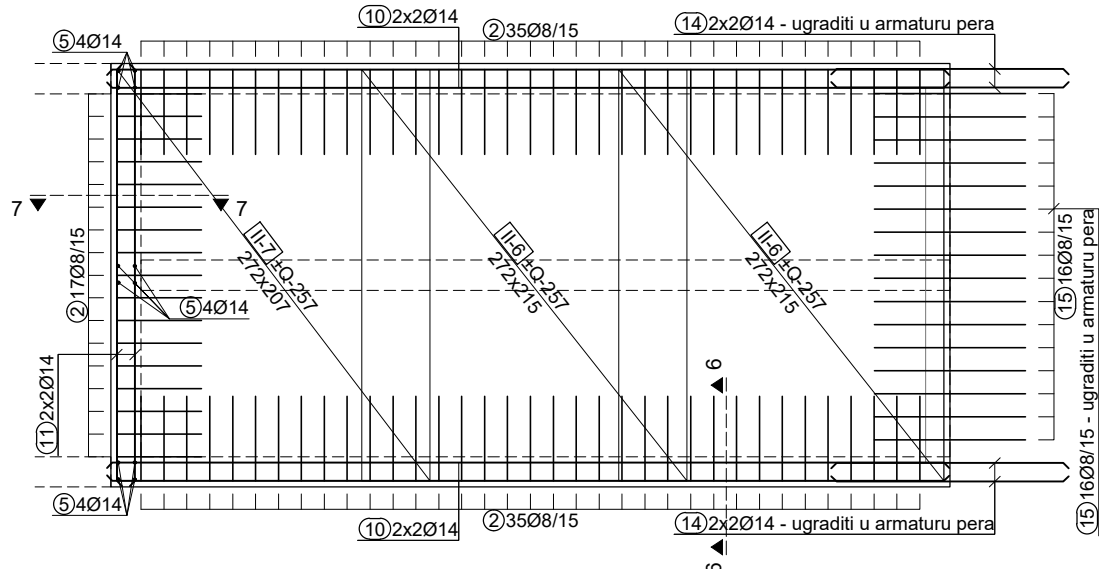 ⑩2x2Ø14
②35Ø8/15
⑭2x2Ø14 - ugraditi u armaturu pera
⑤4Ø14
7
7
②17Ø8/15
II-7 ±Q-257
272x207
II-6 ±Q-257
272x215
II-6 ±Q-257
272x215
⑤4Ø14
⑪2x2Ø14
⑮16Ø8/15
⑮16Ø8/15 - ugraditi u armaturu pera
6
⑤4Ø14
⑩2x2Ø14
②35Ø8/15
⑭2x2Ø14 - ugraditi u armaturu pera
6